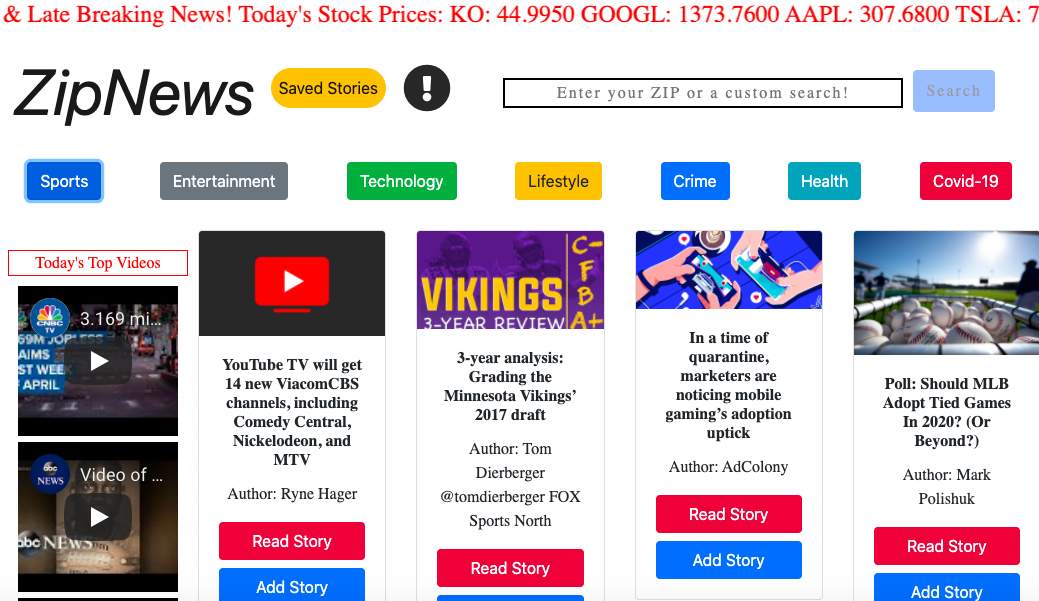 & Late Breaking News! Today's Stock Prices: KO: 44.9950 GOOGL: 1373.7600 AAPL: 307.6800 TSLA: 7
ZipNews
Saved Stories
!
Enter your ZIP or a custom search!
Search
Sports
Entertainment
Technology
Lifestyle
Crime
Health
Covid-19
Today's Top Videos
CNBC
TV
3.169 mi...
69M JOBLESS
AIMS
ST WEEK
APRIL
abc
NEWS
Video of ...
abc NEWS
YouTube TV will get
14 new ViacomCBS
channels, including
Comedy Central,
Nickelodeon, and
MTV
Author: Ryne Hager
Read Story
Add Story
VIKINGS
3-YEAR REVIEW
C-
F
B
A+
3-year analysis:
Grading the
Minnesota Vikings’
2017 draft
Author: Tom
Dierberger
@tomdierberger FOX
Sports North
Read Story
In a time of
quarantine,
marketers are
noticing mobile
gaming’s adoption
uptick
Author: AdColony
Read Story
Add Story
Poll: Should MLB
Adopt Tied Games
In 2020? (Or
Beyond?)
Author: Mark
Polishuk
Read Story
Add Story